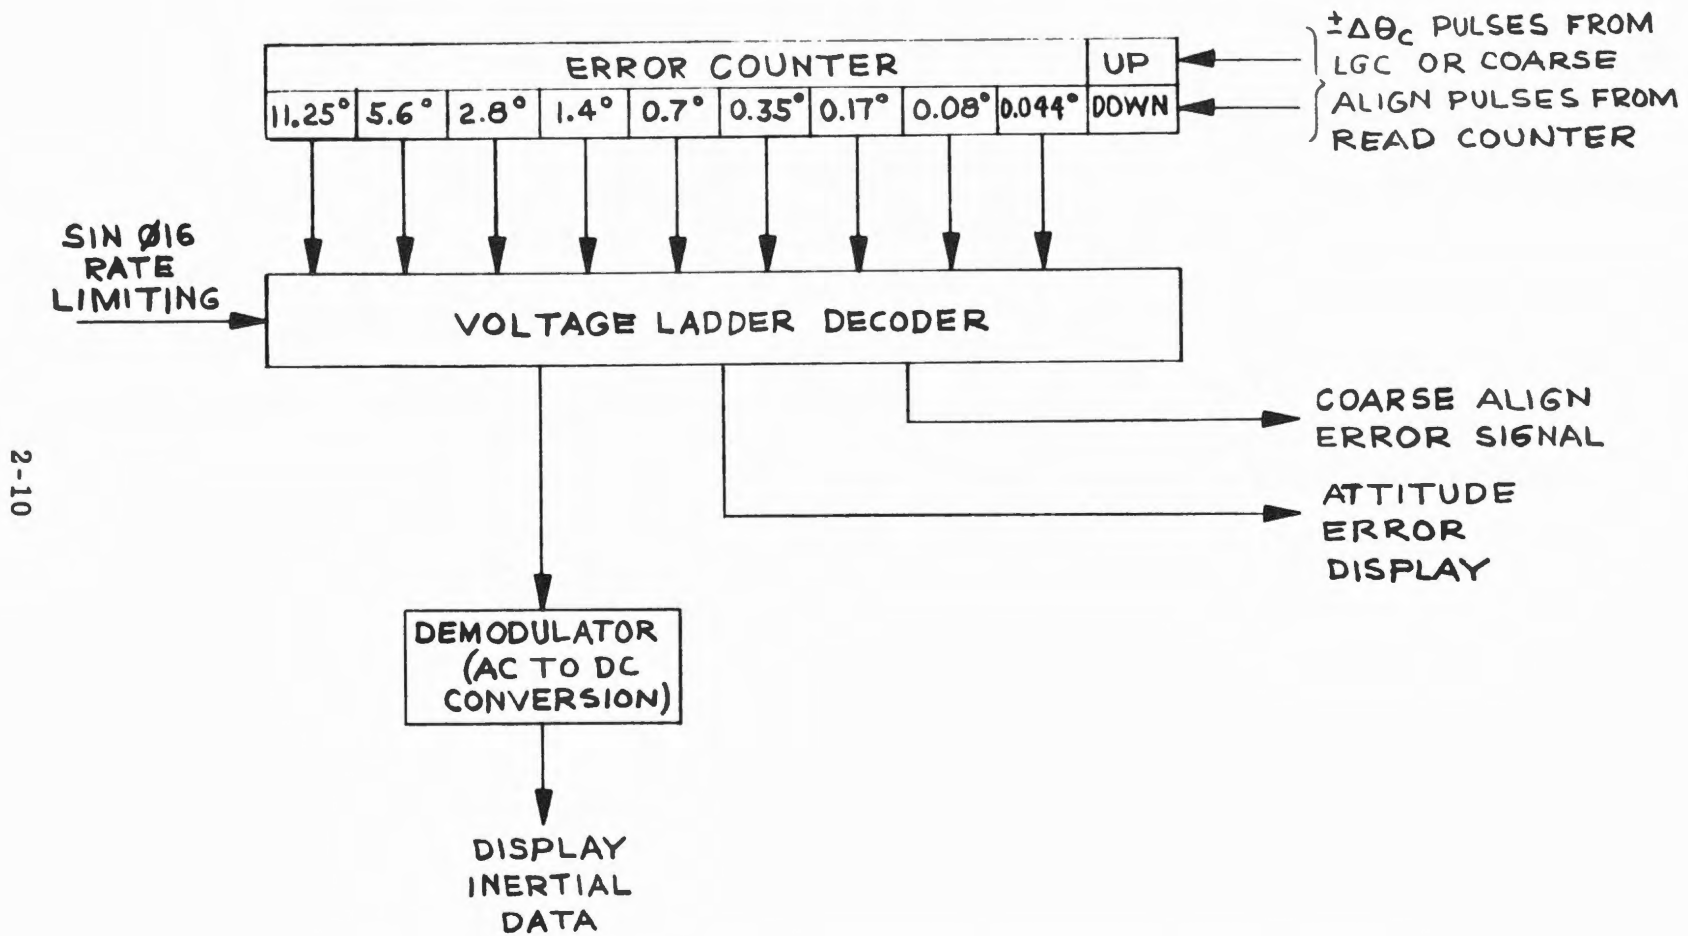 ERROR COUNTER UP
11.25° 5.6° 2.8° 1.4° 0.7° 0.35° 0.17° 0.08° 0.044° DOWN
±Δθc PULSES FROM
LGC OR COARSE
ALIGN PULSES FROM
READ COUNTER
SIN Ø16
RATE
LIMITING
VOLTAGE LADDER DECODER
COARSE ALIGN
ERROR SIGNAL
ATTITUDE
ERROR
DISPLAY
DEMODULATOR
(AC TO DC
CONVERSION)
DISPLAY
INERTIAL
DATA
2-10